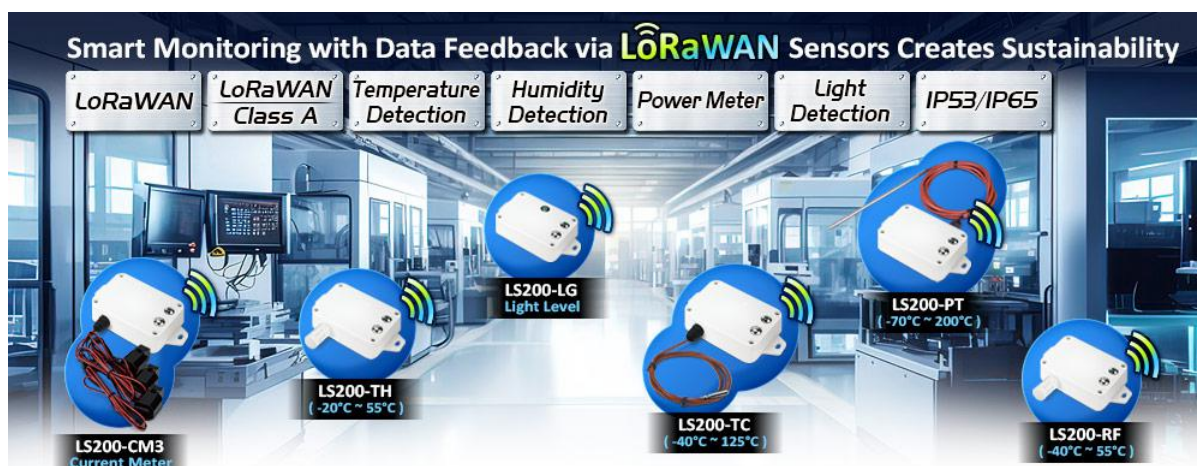 Smart Monitoring with Data Feedback via LoRaWAN Sensors Creates Sustainability
LoRaWAN
LoRaWAN
Class A
Temperature
Detection
Humidity
Detection
Power Meter
Light
Detection
IP53/IP65
LS200-CM3
Current Meter
LS200-TH
( -20°C ~ 55°C )
LS200-LG
Light Level
LS200-TC
( -40°C ~ 125°C )
LS200-PT
( -70°C ~ 200°C )
LS200-RF
( -40°C ~ 55°C )